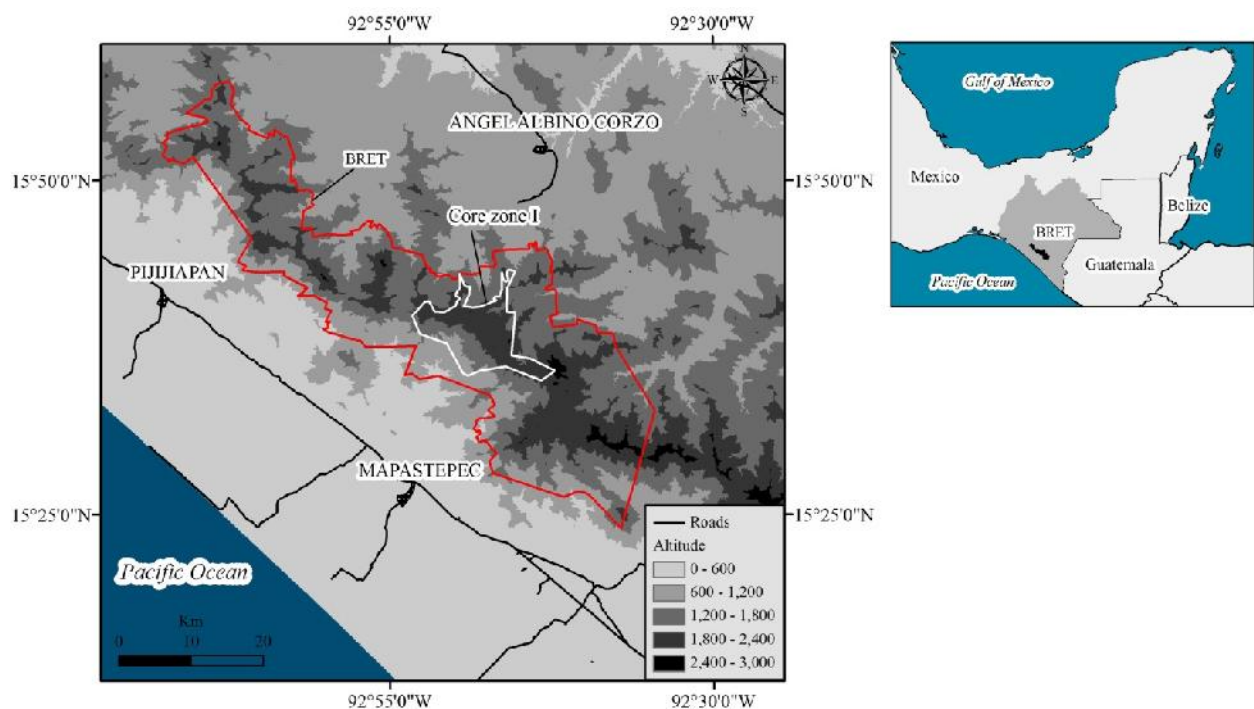 92°55'0"W
92°30'0"W
N
W
E
S
ANGEL ALBINO CORZO
BRET
15°50'0"N
15°50'0"N
Core zone I
PIJIJIAPAN
MAPASTEPEC
15°25'0"N
15°25'0"N
Pacific Ocean
Km
0 10 20
Roads
Altitude
0 - 600
600 - 1,200
1,200 - 1,800
1,800 - 2,400
2,400 - 3,000
92°55'0"W
92°30'0"W
Gulf of Mexico
Mexico
Belize
BRET
Guatemala
Pacific Ocean